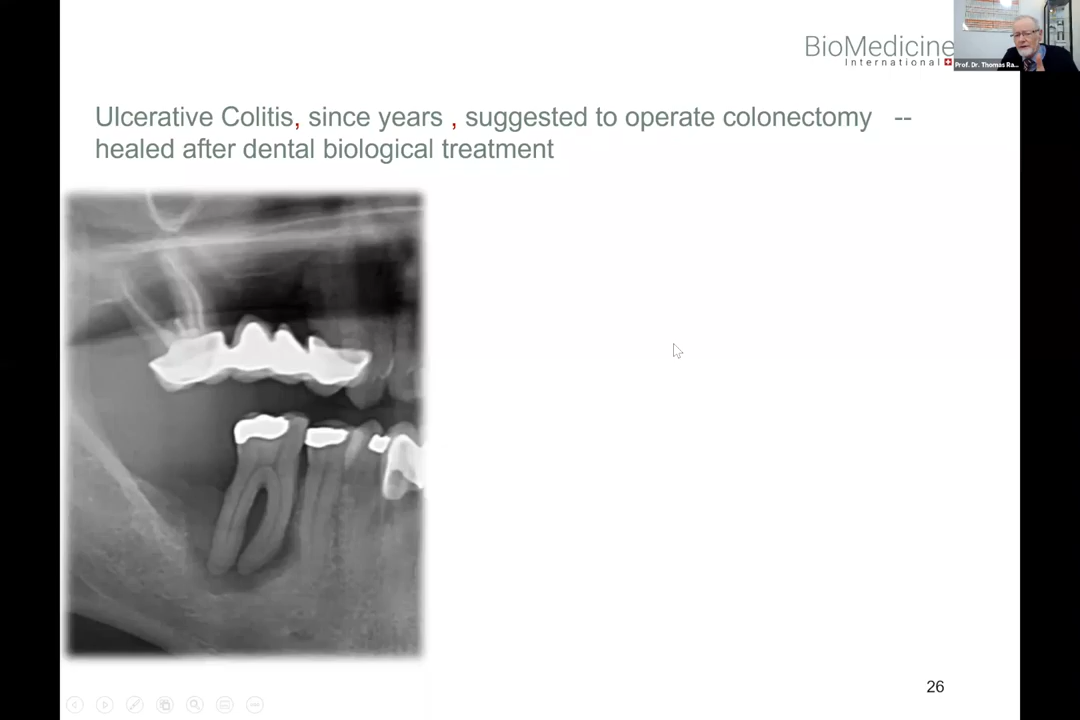 BioMedicine
International
Prof. Dr. Thomas Ra...
Ulcerative Colitis, since years , suggested to operate colonectomy --
healed after dental biological treatment
26